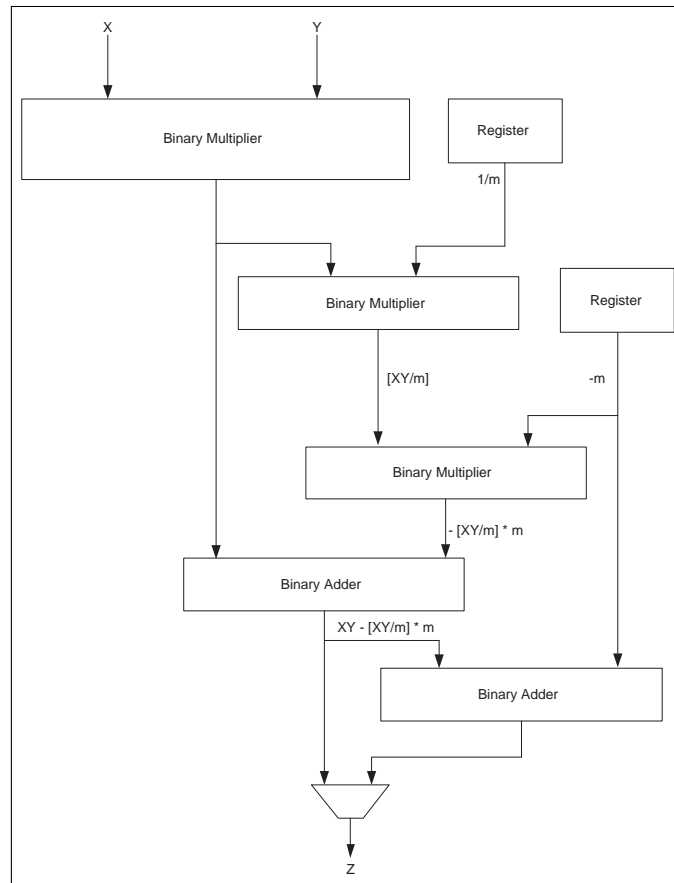 X
Y
Binary Multiplier
Register
1/m
Binary Multiplier
Register
[XY/m]
-m
Binary Multiplier
- [XY/m] * m
Binary Adder
XY - [XY/m] * m
Binary Adder
Z